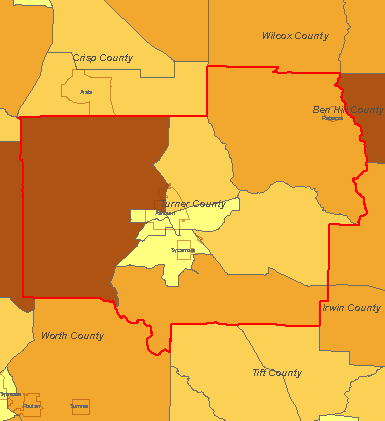 Wilcox County
Crisp County
Arabi
Ben Hill County
Rebecca
Turner County
Ashburn
Sycamore
Irwin County
Worth County
Tift County
Sylvester
Poulan
Sumner